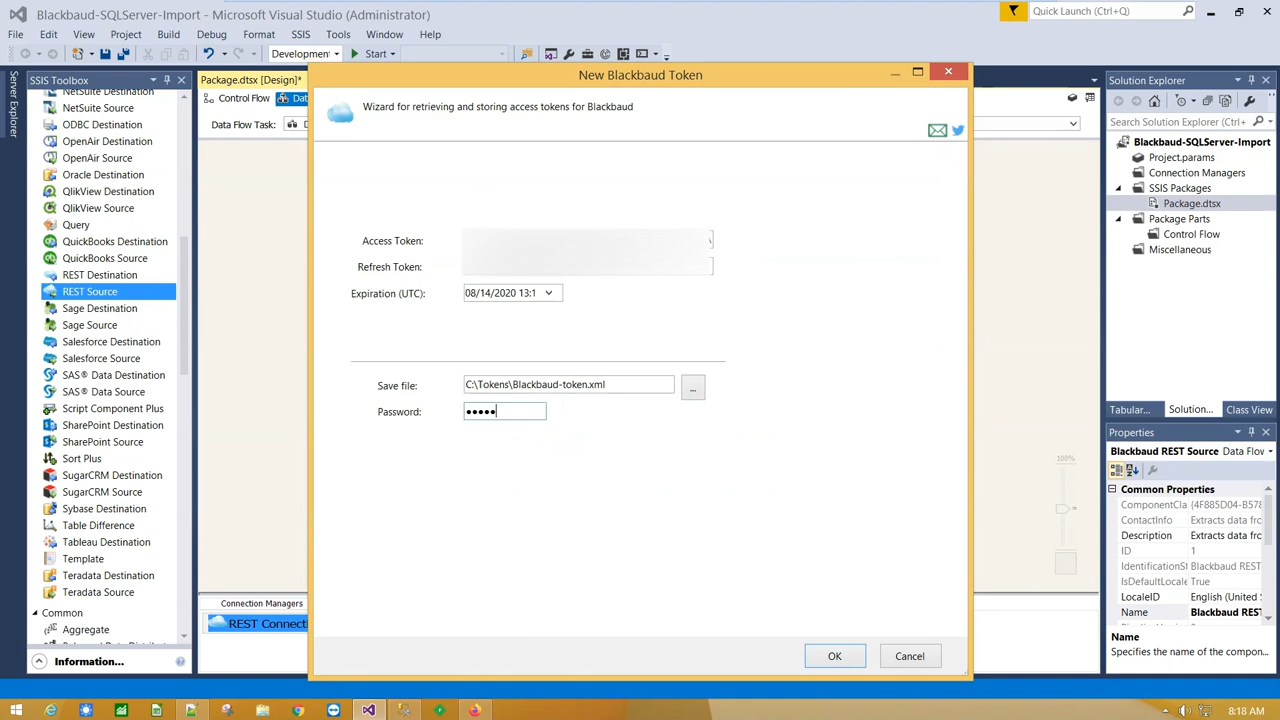 Blackbaud-SQLServer-Import - Microsoft Visual Studio (Administrator)
Quick Launch (Ctrl+Q)
File Edit View Project Build Debug Format SSIS Tools Window Help
Development Start
Server Explorer
SSIS Toolbox
NetSuite Destination
NetSuite Source
ODBC Destination
OpenAir Destination
OpenAir Source
Oracle Destination
QlikView Destination
QlikView Source
Query
QuickBooks Destination
QuickBooks Source
REST Destination
REST Source
Sage Destination
Sage Source
Salesforce Destination
Salesforce Source
SAS® Data Destination
SAS® Data Source
Script Component Plus
SharePoint Destination
SharePoint Source
Sort Plus
SugarCRM Destination
SugarCRM Source
Sybase Destination
Table Difference
Tableau Destination
Template
Teradata Destination
Teradata Source
Common
Aggregate
Information...
Package.dtsx [Design]*
Control Flow
Data Flow Task:
New Blackbaud Token
Wizard for retrieving and storing access tokens for Blackbaud
Access Token:
Refresh Token:
Expiration (UTC): 08/14/2020 13:1
Save file: C:\Tokens\Blackbaud-token.xml ...
Password: •••••
OK Cancel
Connection Managers
REST Connecti
100%
Solution Explorer
Search Solution Explorer (Ctrl+
Blackbaud-SQLServer-Import
Project.params
Connection Managers
SSIS Packages
Package.dtsx
Package Parts
Control Flow
Miscellaneous
Tabular... Solution... Class View
Properties
Blackbaud REST Source Data Flov
Common Properties
ComponentCla {4F885D04-B578
ContactInfo Extracts data fro
Description Extracts data fro
ID 1
IdentificationSt Blackbaud REST
IsDefaultLocale True
LocaleID English (United S
Name Blackbaud REST
Name
Specifies the name of the compon...
8:18 AM